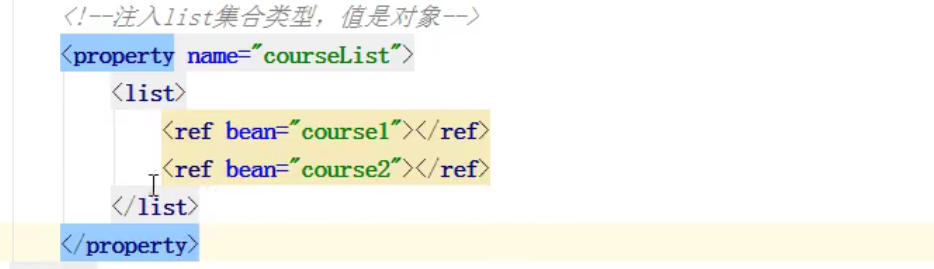 <!--注入list集合类型，值是对象-->
<property name="courseList">
<list>
<ref bean="course1"></ref>
<ref bean="course2"></ref>
</list>
</property>